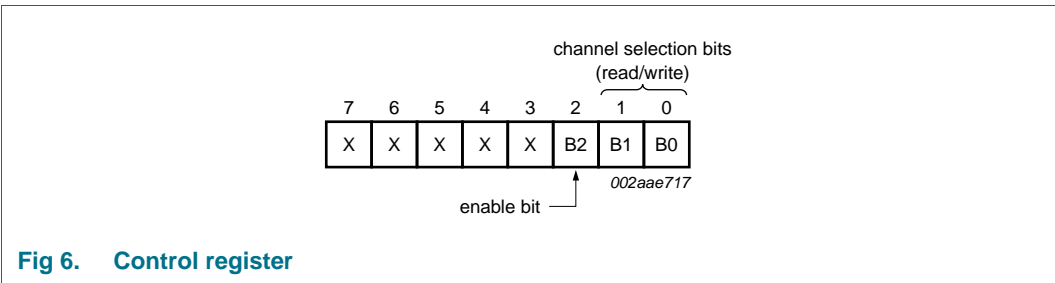 channel selection bits
(read/write)
7 6 5 4 3 2 1 0
X X X X X B2 B1 B0
002aae717
enable bit
Fig 6. Control register